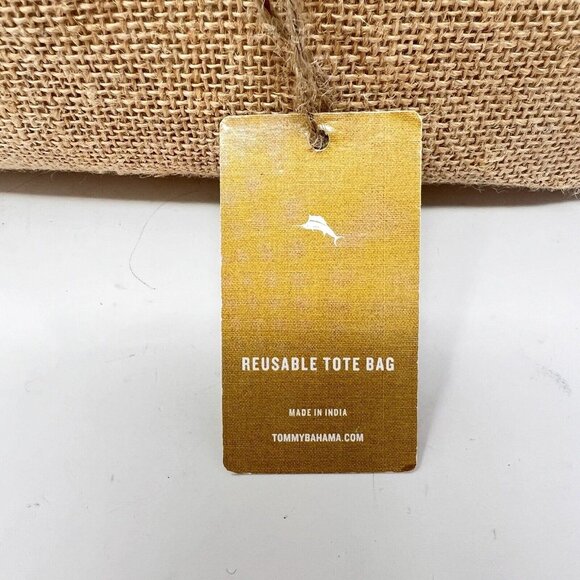 REUSABLE TOTE BAG
MADE IN INDIA
TOMMYBAHAMA.COM